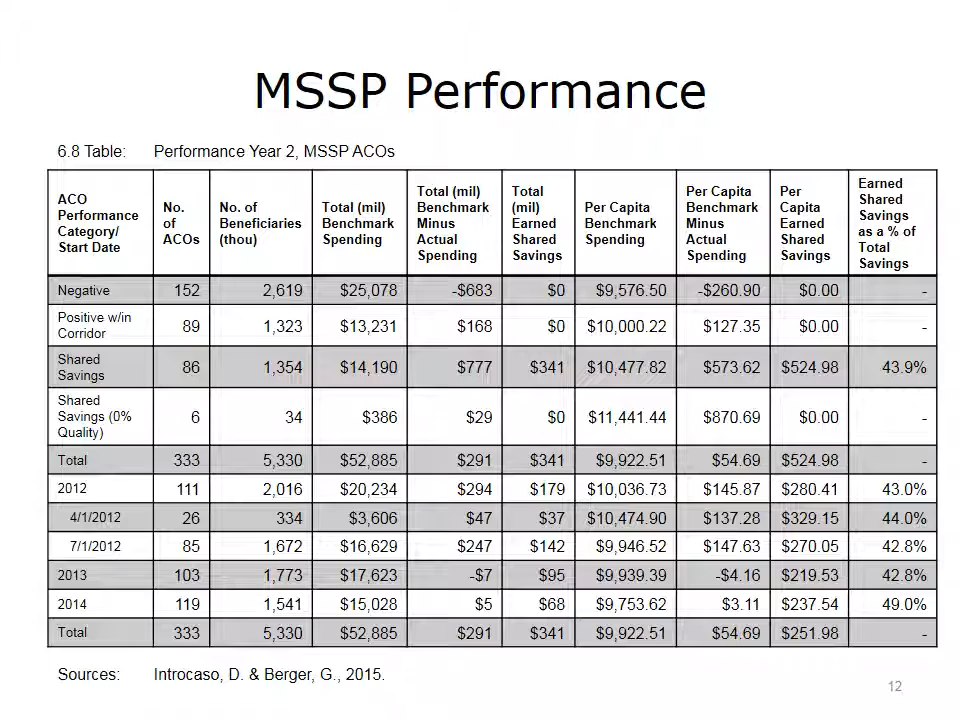 MSSP Performance
6.8 Table: Performance Year 2, MSSP ACOs
ACO Performance Category/ Start Date | No. of ACOs | No. of Beneficiaries (thou) | Total (mil) Benchmark Spending | Total (mil) Benchmark Minus Actual Spending | Total (mil) Earned Shared Savings | Per Capita Benchmark Spending | Per Capita Benchmark Minus Actual Spending | Per Capita Earned Shared Savings | Earned Shared Savings as a % of Total Savings
Negative | 152 | 2,619 | $25,078 | -$683 | $0 | $9,576.50 | -$260.90 | $0.00 | -
Positive w/in Corridor | 89 | 1,323 | $13,231 | $168 | $0 | $10,000.22 | $127.35 | $0.00 | -
Shared Savings | 86 | 1,354 | $14,190 | $777 | $341 | $10,477.82 | $573.62 | $524.98 | 43.9%
Shared Savings (0% Quality) | 6 | 34 | $386 | $29 | $0 | $11,441.44 | $870.69 | $0.00 | -
Total | 333 | 5,330 | $52,885 | $291 | $341 | $9,922.51 | $54.69 | $524.98 | -
2012 | 111 | 2,016 | $20,234 | $294 | $179 | $10,036.73 | $145.87 | $280.41 | 43.0%
4/1/2012 | 26 | 334 | $3,606 | $47 | $37 | $10,474.90 | $137.28 | $329.15 | 44.0%
7/1/2012 | 85 | 1,672 | $16,629 | $247 | $142 | $9,946.52 | $147.63 | $270.05 | 42.8%
2013 | 103 | 1,773 | $17,623 | -$7 | $95 | $9,939.39 | -$4.16 | $219.53 | 42.8%
2014 | 119 | 1,541 | $15,028 | $5 | $68 | $9,753.62 | $3.11 | $237.54 | 49.0%
Total | 333 | 5,330 | $52,885 | $291 | $341 | $9,922.51 | $54.69 | $251.98 | -
Sources: Introcaso, D. & Berger, G., 2015.
12